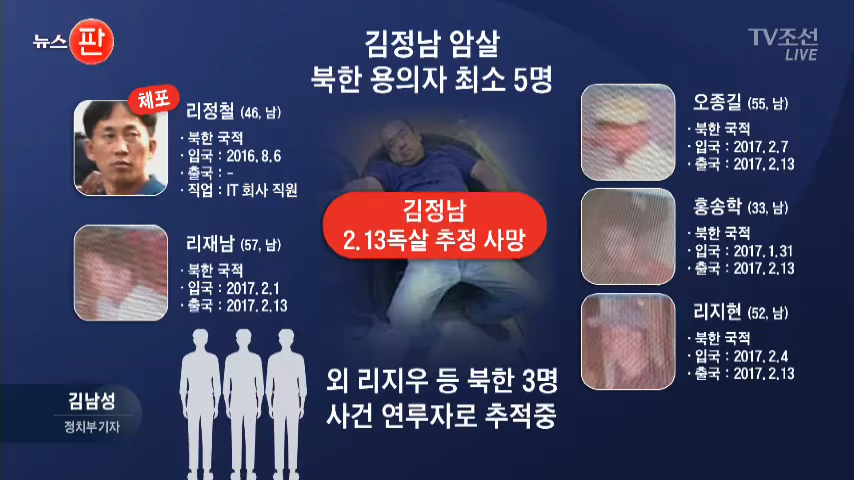 뉴스 판
TV조선
LIVE
김정남 암살
북한 용의자 최소 5명
체포
리정철 (46, 남)
· 북한 국적
· 입국 : 2016. 8. 6
· 출국 : -
· 직업 : IT 회사 직원
리재남 (57, 남)
· 북한 국적
· 입국 : 2017. 2. 1
· 출국 : 2017. 2. 13
김정남
2. 13독살 추정 사망
오종길 (55, 남)
· 북한 국적
· 입국 : 2017. 2. 7
· 출국 : 2017. 2. 13
홍송학 (33, 남)
· 북한 국적
· 입국 : 2017. 1. 31
· 출국 : 2017. 2. 13
리지현 (52, 남)
· 북한 국적
· 입국 : 2017. 2. 4
· 출국 : 2017. 2. 13
외 리지우 등 북한 3명
사건 연루자로 추적중
김남성
정치부기자